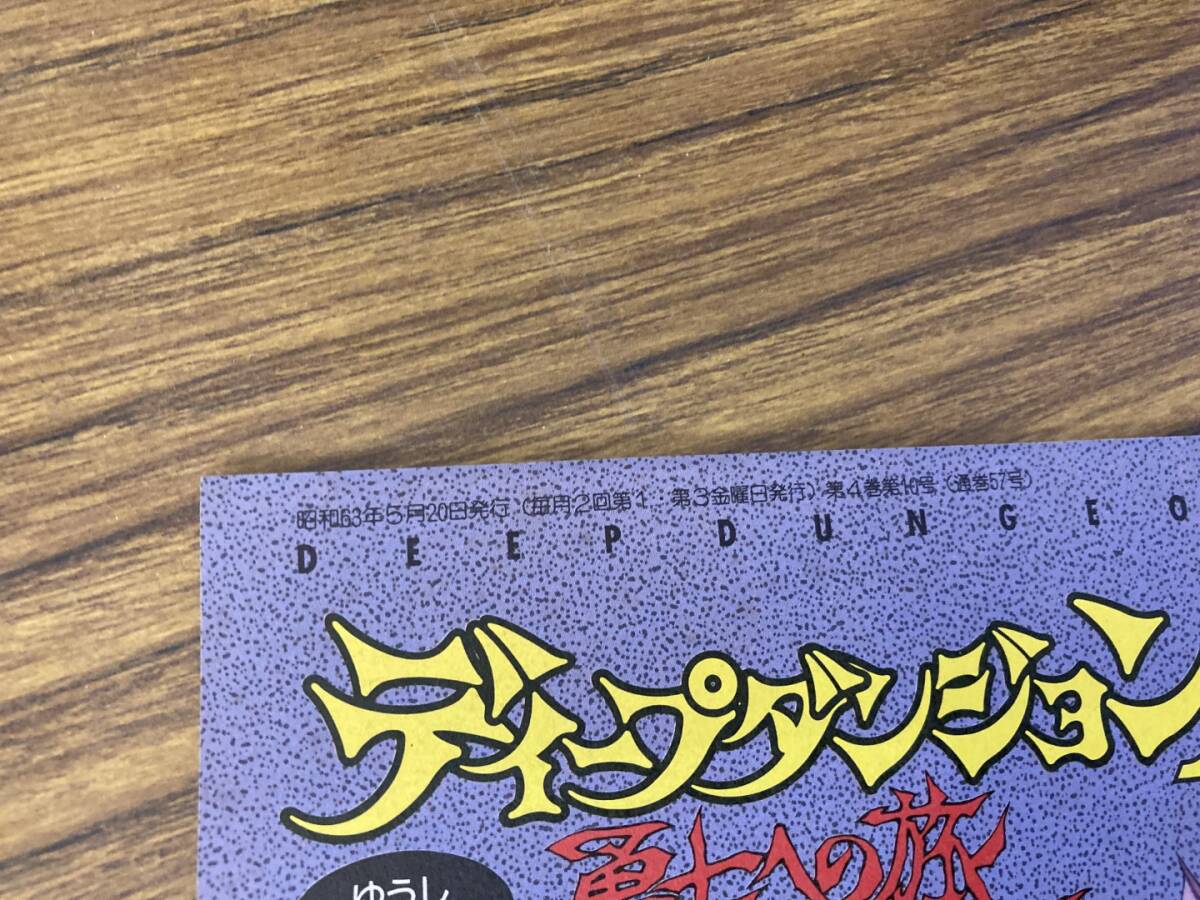 昭和63年5月20日発行（毎月2回第1、第3金曜日発行）第4巻第10号（通巻57号）
DEEP DUNGEO
ディープダンジョン
勇士への旅
ゆうし